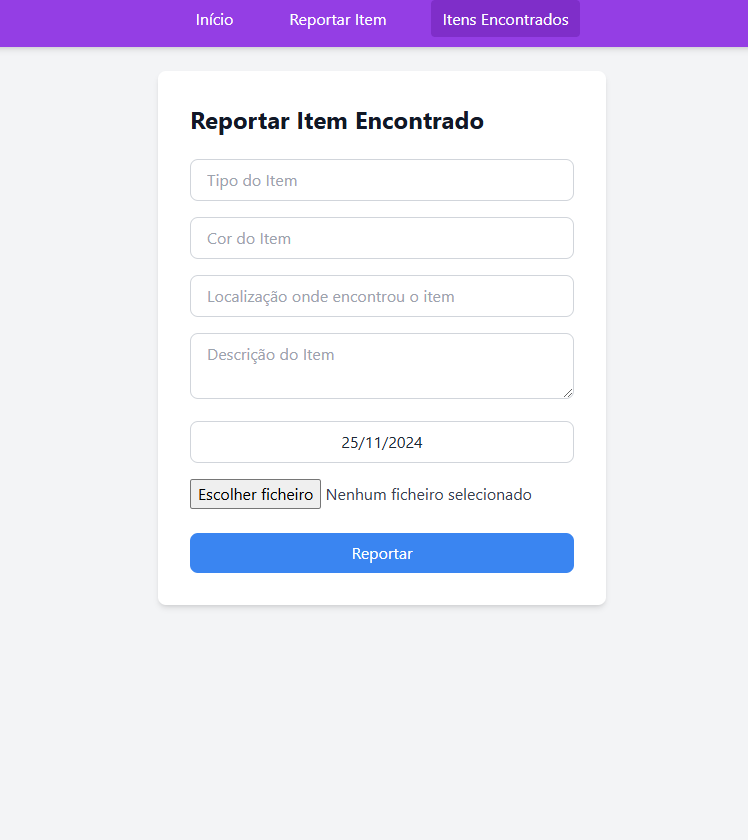 Início Reportar Item Itens Encontrados
Reportar Item Encontrado
Tipo do Item
Cor do Item
Localização onde encontrou o item
Descrição do Item
25/11/2024
Escolher ficheiro Nenhum ficheiro selecionado
Reportar